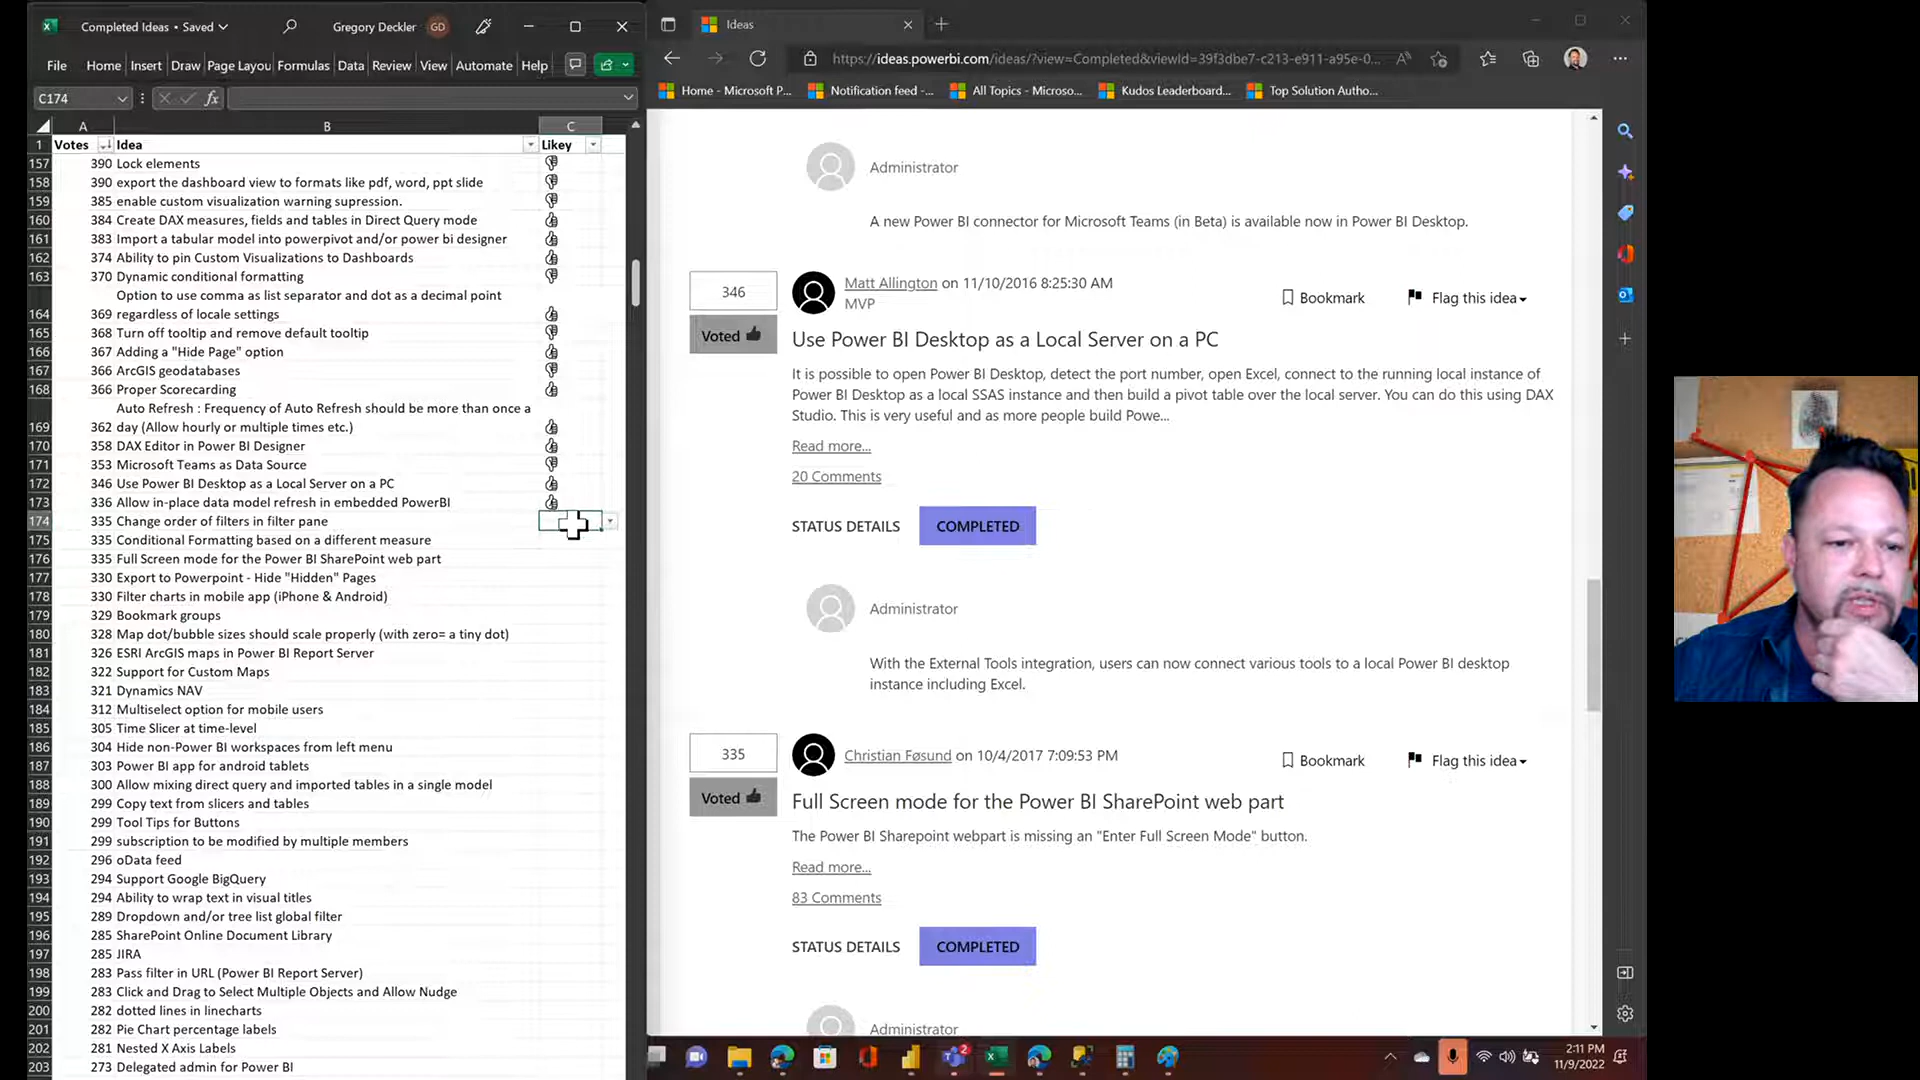 Completed Ideas • Saved
Gregory Deckler
GD
File Home Insert Draw Page Layou Formulas Data Review View Automate Help
C174
fx
A B C
1 Votes Idea Likey
157 390 Lock elements
158 390 export the dashboard view to formats like pdf, word, ppt slide
159 385 enable custom visualization warning supression.
160 384 Create DAX measures, fields and tables in Direct Query mode
161 383 Import a tabular model into powerpivot and/or power bi designer
162 374 Ability to pin Custom Visualizations to Dashboards
163 370 Dynamic conditional formatting
Option to use comma as list separator and dot as a decimal point
164 369 regardless of locale settings
165 368 Turn off tooltip and remove default tooltip
166 367 Adding a "Hide Page" option
167 366 ArcGIS geodatabases
168 366 Proper Scorecarding
Auto Refresh : Frequency of Auto Refresh should be more than once a
169 362 day (Allow hourly or multiple times etc.)
170 358 DAX Editor in Power BI Designer
171 353 Microsoft Teams as Data Source
172 346 Use Power BI Desktop as a Local Server on a PC
173 336 Allow in-place data model refresh in embedded PowerBI
174 335 Change order of filters in filter pane
175 335 Conditional Formatting based on a different measure
176 335 Full Screen mode for the Power BI SharePoint web part
177 330 Export to Powerpoint - Hide "Hidden" Pages
178 330 Filter charts in mobile app (iPhone & Android)
179 329 Bookmark groups
180 328 Map dot/bubble sizes should scale properly (with zero= a tiny dot)
181 326 ESRI ArcGIS maps in Power BI Report Server
182 322 Support for Custom Maps
183 321 Dynamics NAV
184 312 Multiselect option for mobile users
185 305 Time Slicer at time-level
186 304 Hide non-Power BI workspaces from left menu
187 303 Power BI app for android tablets
188 300 Allow mixing direct query and imported tables in a single model
189 299 Copy text from slicers and tables
190 299 Tool Tips for Buttons
191 299 subscription to be modified by multiple members
192 296 oData feed
193 294 Support Google BigQuery
194 294 Ability to wrap text in visual titles
195 289 Dropdown and/or tree list global filter
196 285 SharePoint Online Document Library
197 285 JIRA
198 283 Pass filter in URL (Power BI Report Server)
199 283 Click and Drag to Select Multiple Objects and Allow Nudge
200 282 dotted lines in linecharts
201 282 Pie Chart percentage labels
202 281 Nested X Axis Labels
203 273 Delegated admin for Power BI
Ideas
https://ideas.powerbi.com/ideas/?view=Completed&viewId=39f3dbe7-c213-e911-a95e-0...
Home - Microsoft P... Notification feed -... All Topics - Microso... Kudos Leaderboard... Top Solution Autho...
Administrator
A new Power BI connector for Microsoft Teams (in Beta) is available now in Power BI Desktop.
346
Voted
Matt Allington on 11/10/2016 8:25:30 AM
MVP
Bookmark
Flag this idea
Use Power BI Desktop as a Local Server on a PC
It is possible to open Power BI Desktop, detect the port number, open Excel, connect to the running local instance of
Power BI Desktop as a local SSAS instance and then build a pivot table over the local server. You can do this using DAX
Studio. This is very useful and as more people build Powe...
Read more...
20 Comments
STATUS DETAILS COMPLETED
Administrator
With the External Tools integration, users can now connect various tools to a local Power BI desktop
instance including Excel.
335
Voted
Christian Føsund on 10/4/2017 7:09:53 PM
Bookmark
Flag this idea
Full Screen mode for the Power BI SharePoint web part
The Power BI Sharepoint webpart is missing an "Enter Full Screen Mode" button.
Read more...
83 Comments
STATUS DETAILS COMPLETED
Administrator
2
2:11 PM
11/9/2022